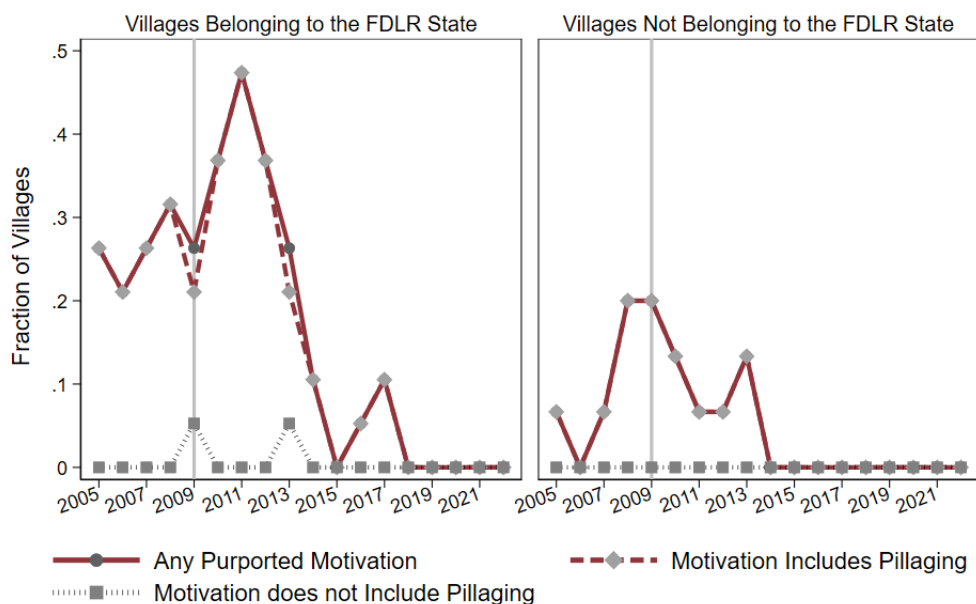 Villages Belonging to the FDLR State
Villages Not Belonging to the FDLR State
Fraction of Villages
.5
.4
.3
.2
.1
0
2005 2007 2009 2011 2013 2015 2017 2019 2021
2005 2007 2009 2011 2013 2015 2017 2019 2021
Any Purported Motivation
Motivation Includes Pillaging
Motivation does not Include Pillaging